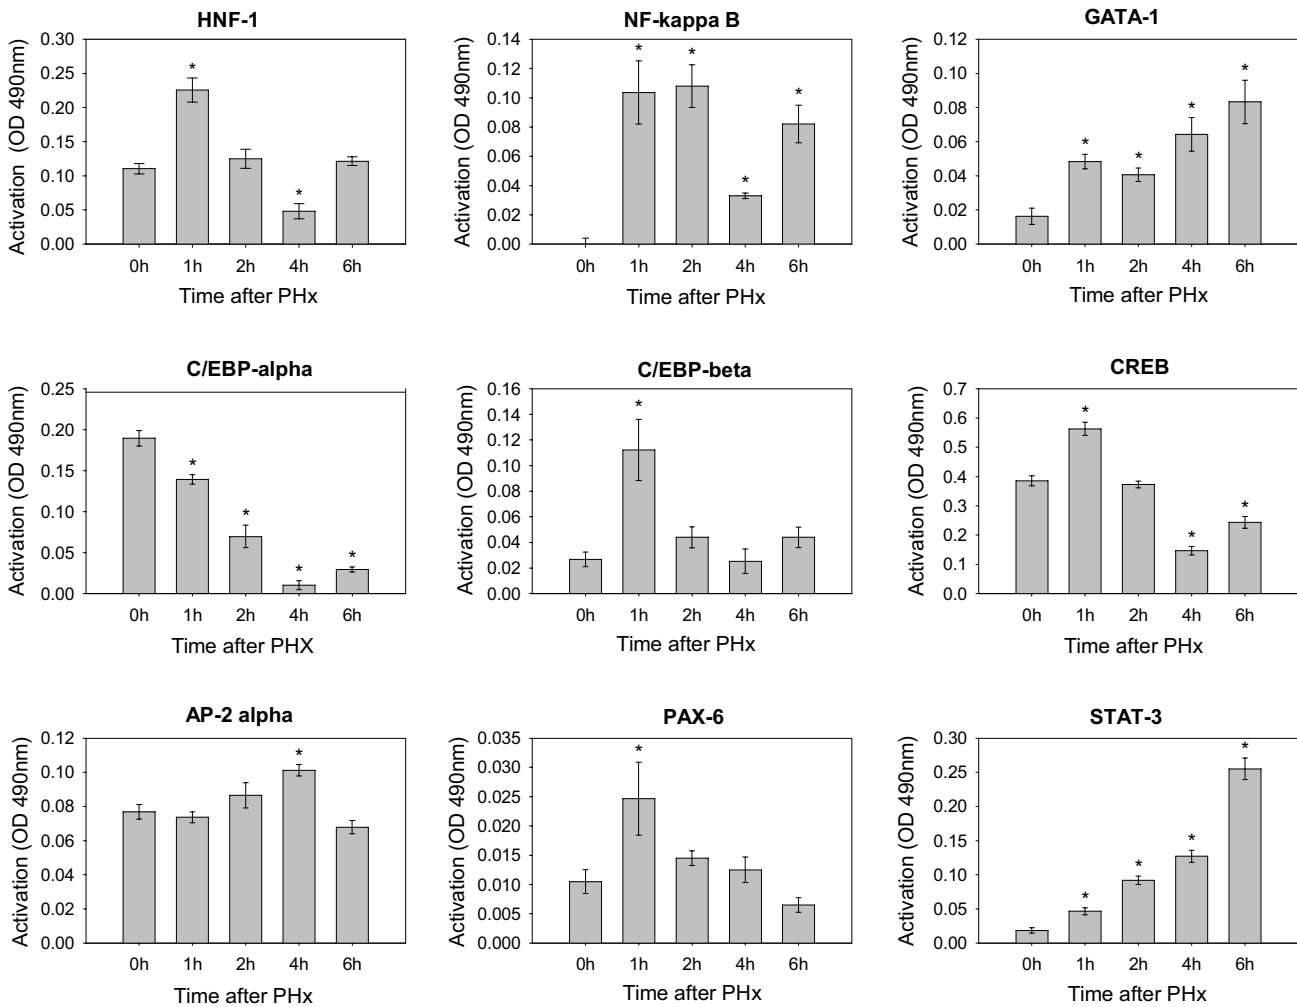 HNF-1
Activation (OD 490nm)
0.30
0.25
0.20
0.15
0.10
0.05
0.00
*
*
0h 1h 2h 4h 6h
Time after PHx
NF-kappa B
Activation (OD 490nm)
0.14
0.12
0.10
0.08
0.06
0.04
0.02
0.00
* * * *
0h 1h 2h 4h 6h
Time after PHx
GATA-1
Activation (OD 490nm)
0.12
0.10
0.08
0.06
0.04
0.02
0.00
* * * *
0h 1h 2h 4h 6h
Time after PHx
C/EBP-alpha
Activation (OD 490nm)
0.25
0.20
0.15
0.10
0.05
0.00
* * * *
0h 1h 2h 4h 6h
Time after PHX
C/EBP-beta
Activation (OD 490nm)
0.16
0.14
0.12
0.10
0.08
0.06
0.04
0.02
0.00
*
0h 1h 2h 4h 6h
Time after PHx
CREB
Activation (OD 490nm)
0.7
0.6
0.5
0.4
0.3
0.2
0.1
0.0
* * *
0h 1h 2h 4h 6h
Time after PHx
AP-2 alpha
Activation (OD 490nm)
0.12
0.10
0.08
0.06
0.04
0.02
0.00
*
0h 1h 2h 4h 6h
Time after PHx
PAX-6
Activation (OD 490nm)
0.035
0.030
0.025
0.020
0.015
0.010
0.005
0.000
*
0h 1h 2h 4h 6h
Time after PHx
STAT-3
Activation (OD 490nm)
0.30
0.25
0.20
0.15
0.10
0.05
0.00
* * * *
0h 1h 2h 4h 6h
Time after PHx